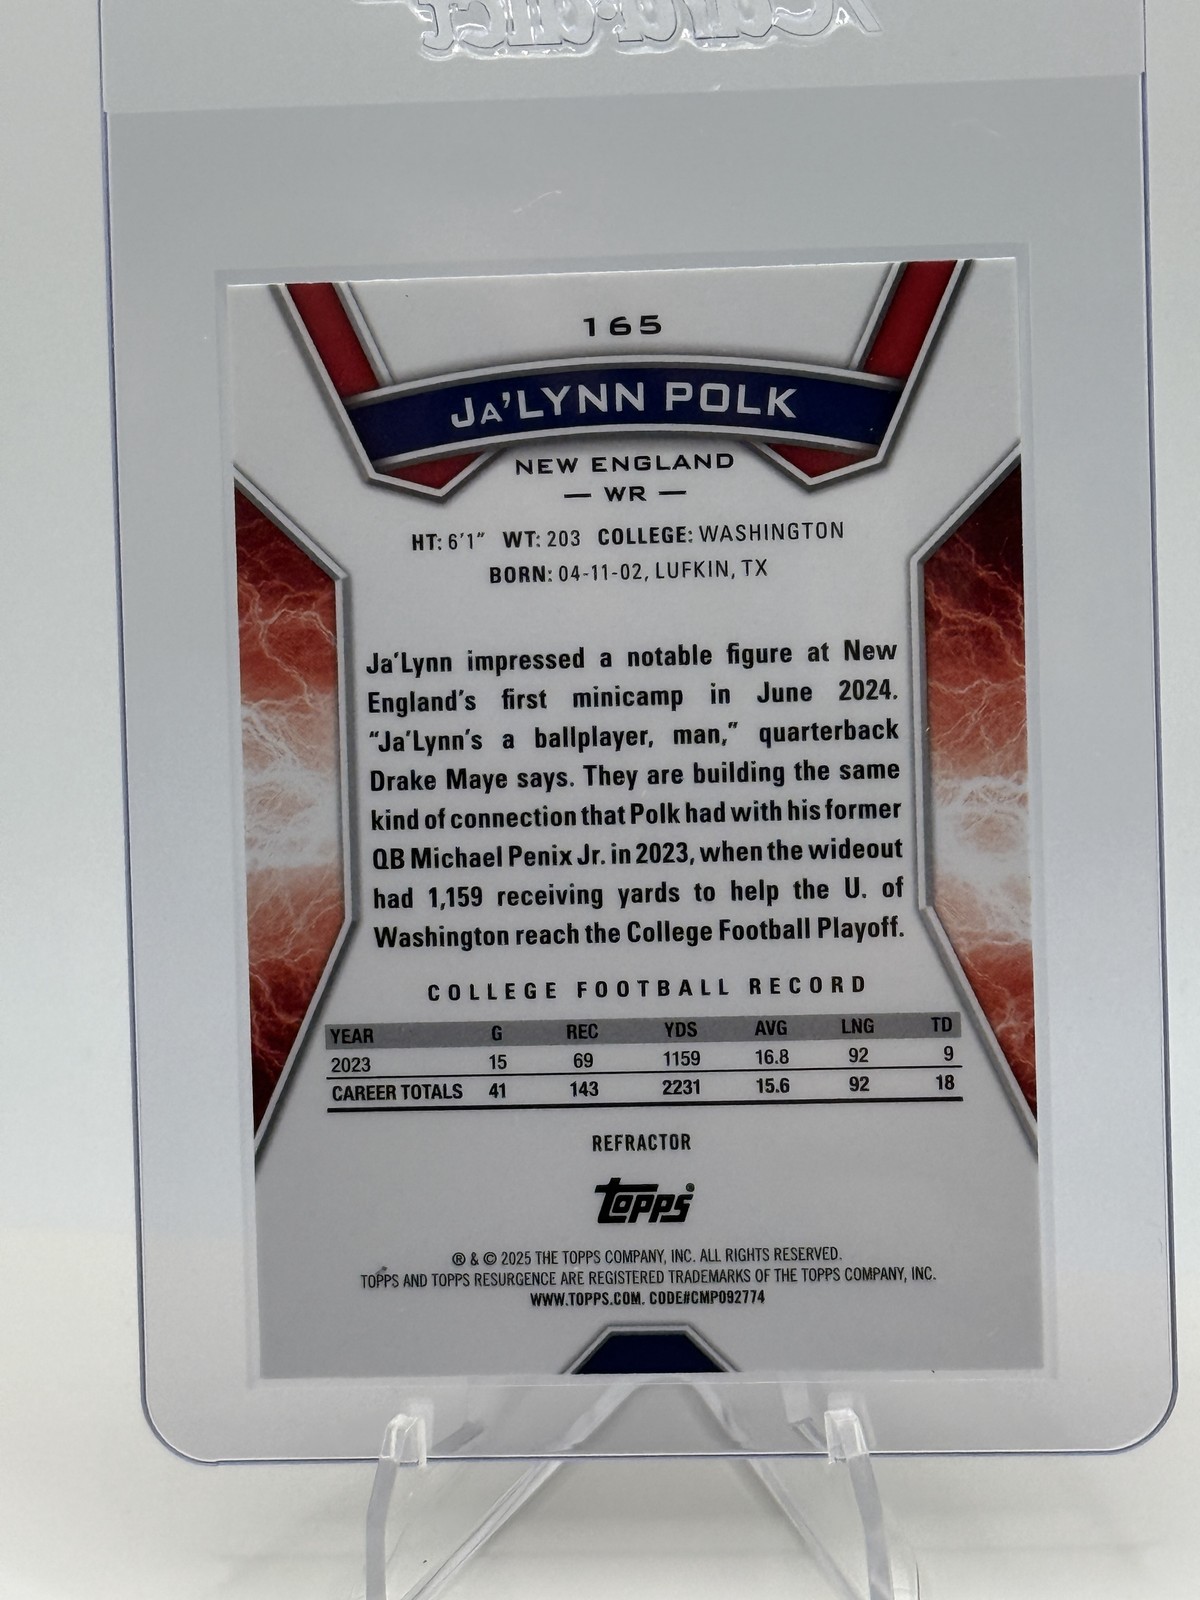 Card·allet
165
JA'LYNN POLK
NEW ENGLAND
— WR —
HT: 6'1" WT: 203 COLLEGE: WASHINGTON
BORN: 04-11-02, LUFKIN, TX
Ja'Lynn impressed a notable figure at New
England's first minicamp in June 2024.
"Ja'Lynn's a ballplayer, man," quarterback
Drake Maye says. They are building the same
kind of connection that Polk had with his former
QB Michael Penix Jr. in 2023, when the wideout
had 1,159 receiving yards to help the U. of
Washington reach the College Football Playoff.
COLLEGE FOOTBALL RECORD
YEAR G REC YDS AVG LNG TD
2023 15 69 1159 16.8 92 9
CAREER TOTALS 41 143 2231 15.6 92 18
REFRACTOR
topps®
® & © 2025 THE TOPPS COMPANY, INC. ALL RIGHTS RESERVED.
TOPPS AND TOPPS RESURGENCE ARE REGISTERED TRADEMARKS OF THE TOPPS COMPANY, INC.
WWW.TOPPS.COM. CODE#CMP092774